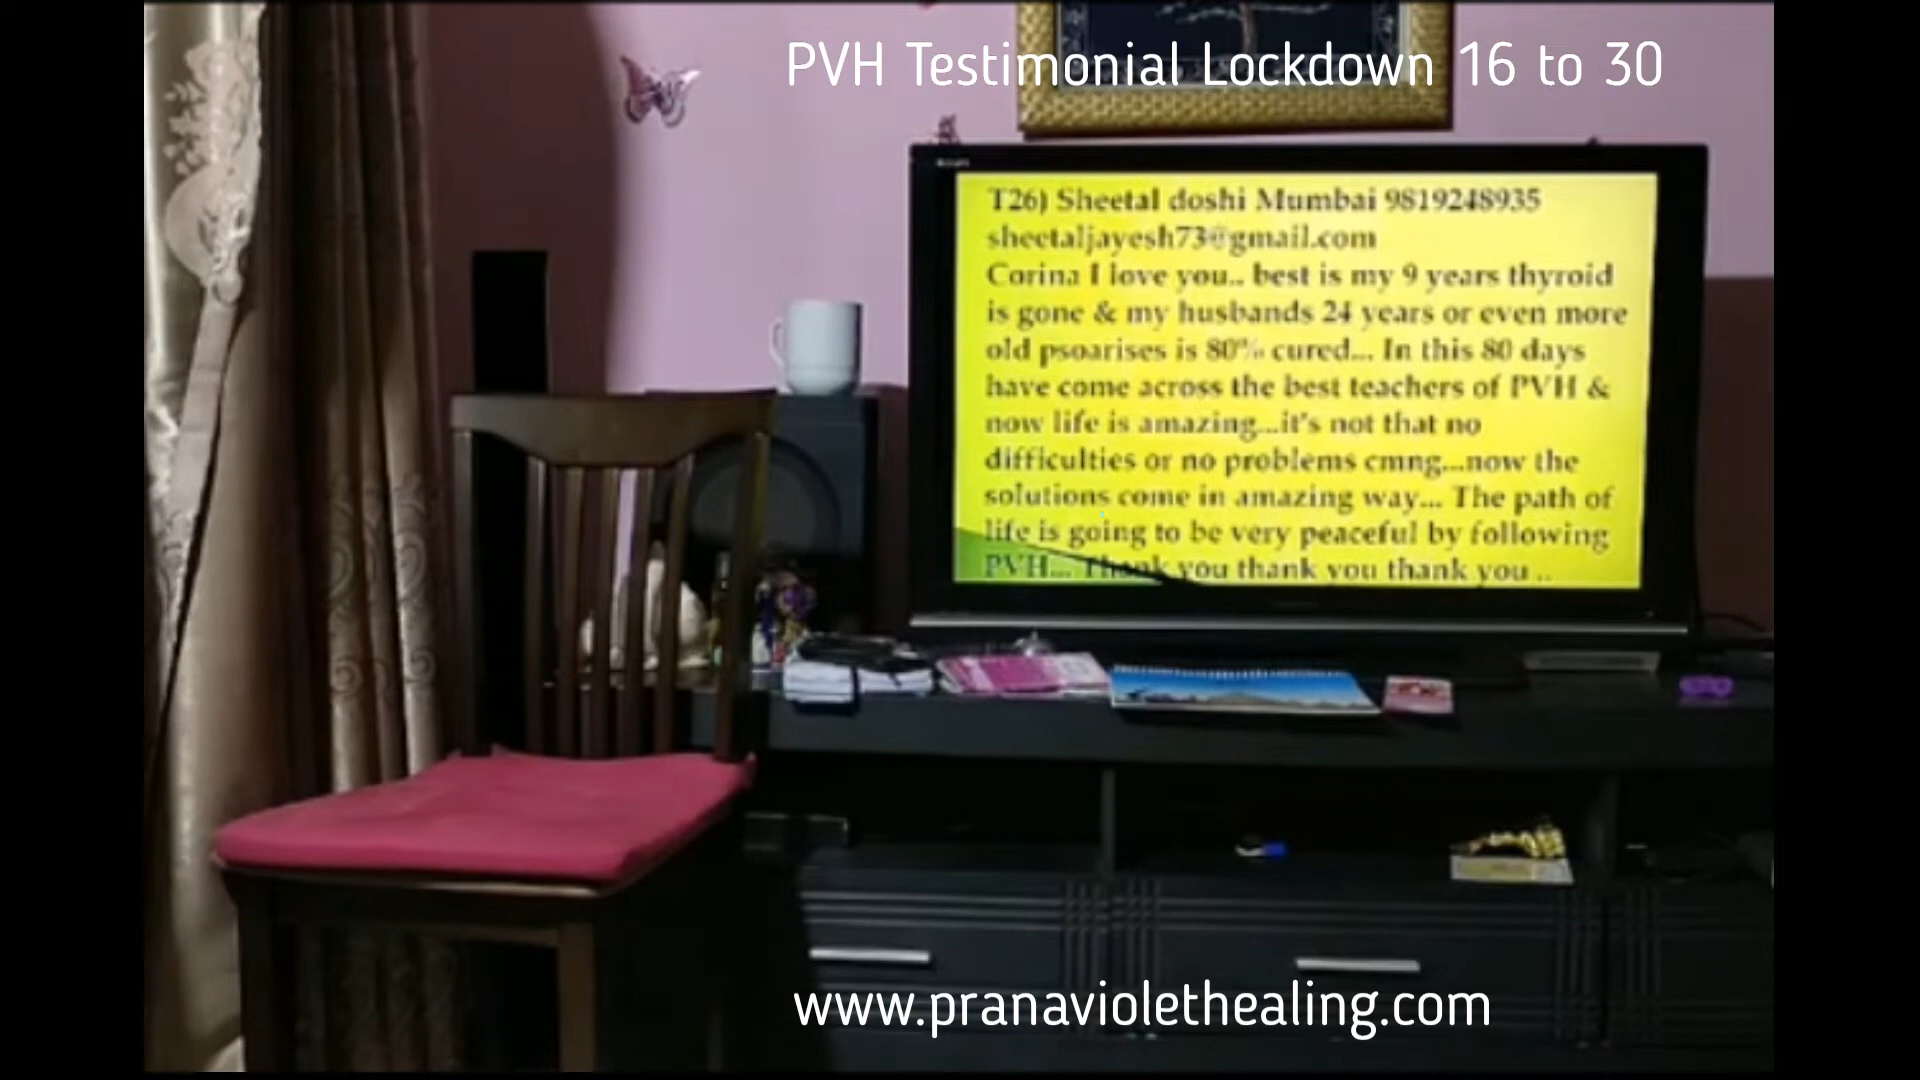 PVH Testimonial Lockdown 16 to 30
T26) Sheetal doshi Mumbai 9819248935
sheetaljayesh73@gmail.com
Corina I love you.. best is my 9 years thyroid
is gone & my husbands 24 years or even more
old psoarises is 80% cured... In this 80 days
have come across the best teachers of PVH &
now life is amazing...it's not that no
difficulties or no problems cmng...now the
solutions come in amazing way... The path of
life is going to be very peaceful by following
PVH... Thank you thank you thank you ..
www.pranaviolethealing.com